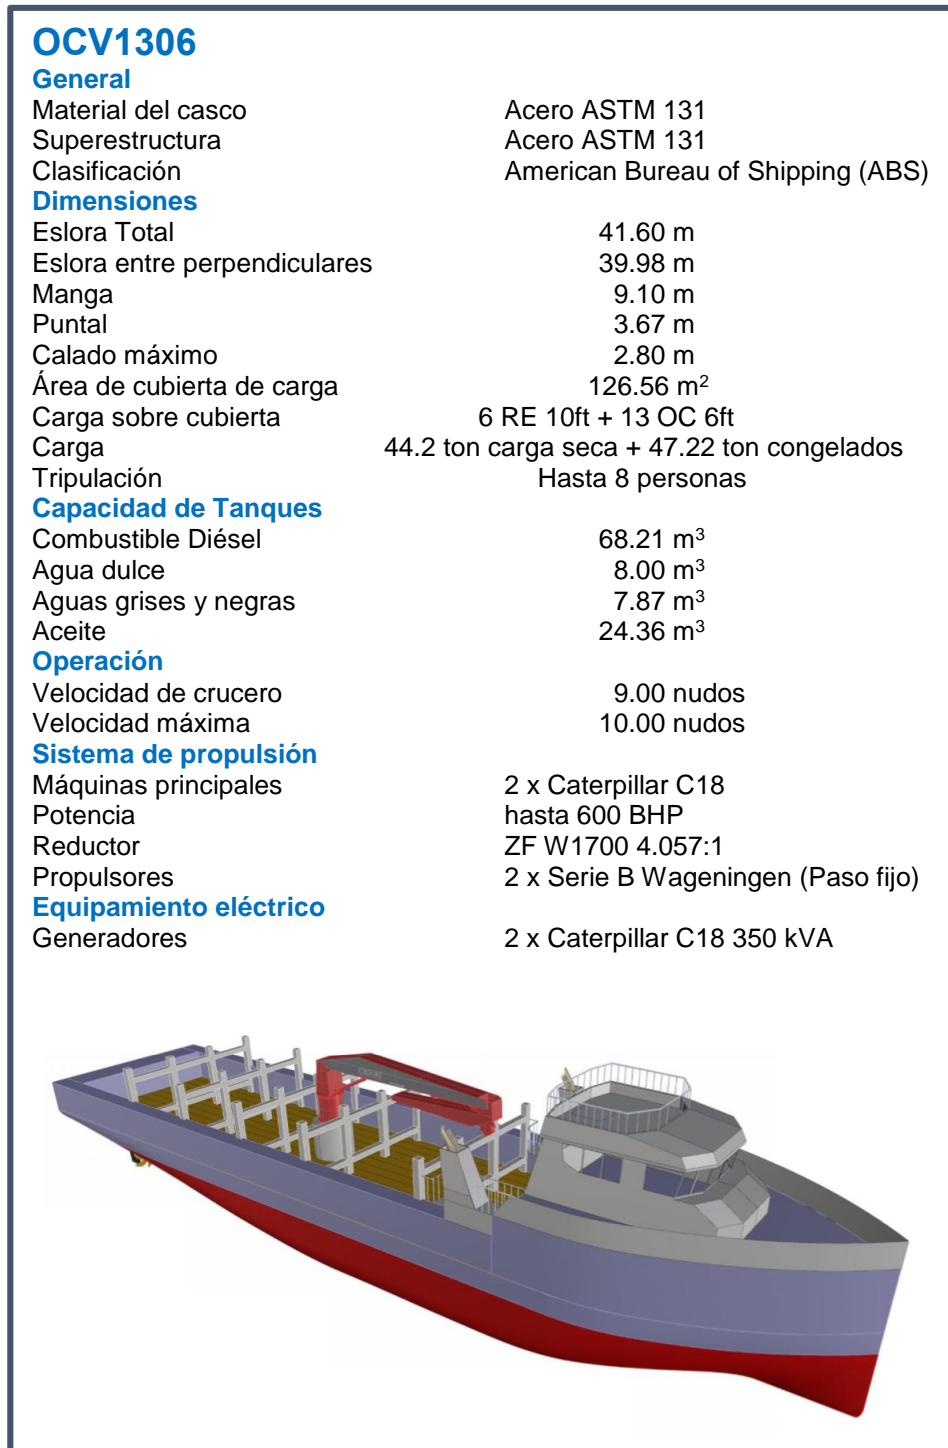 OCV1306
General
Material del casco Acero ASTM 131
Superestructura Acero ASTM 131
Clasificación American Bureau of Shipping (ABS)
Dimensiones
Eslora Total 41.60 m
Eslora entre perpendiculares 39.98 m
Manga 9.10 m
Puntal 3.67 m
Calado máximo 2.80 m
Área de cubierta de carga 126.56 m²
Carga sobre cubierta 6 RE 10ft + 13 OC 6ft
Carga 44.2 ton carga seca + 47.22 ton congelados
Tripulación Hasta 8 personas
Capacidad de Tanques
Combustible Diésel 68.21 m³
Agua dulce 8.00 m³
Aguas grises y negras 7.87 m³
Aceite 24.36 m³
Operación
Velocidad de crucero 9.00 nudos
Velocidad máxima 10.00 nudos
Sistema de propulsión
Máquinas principales 2 x Caterpillar C18
Potencia hasta 600 BHP
Reductor ZF W1700 4.057:1
Propulsores 2 x Serie B Wageningen (Paso fijo)
Equipamiento eléctrico
Generadores 2 x Caterpillar C18 350 kVA